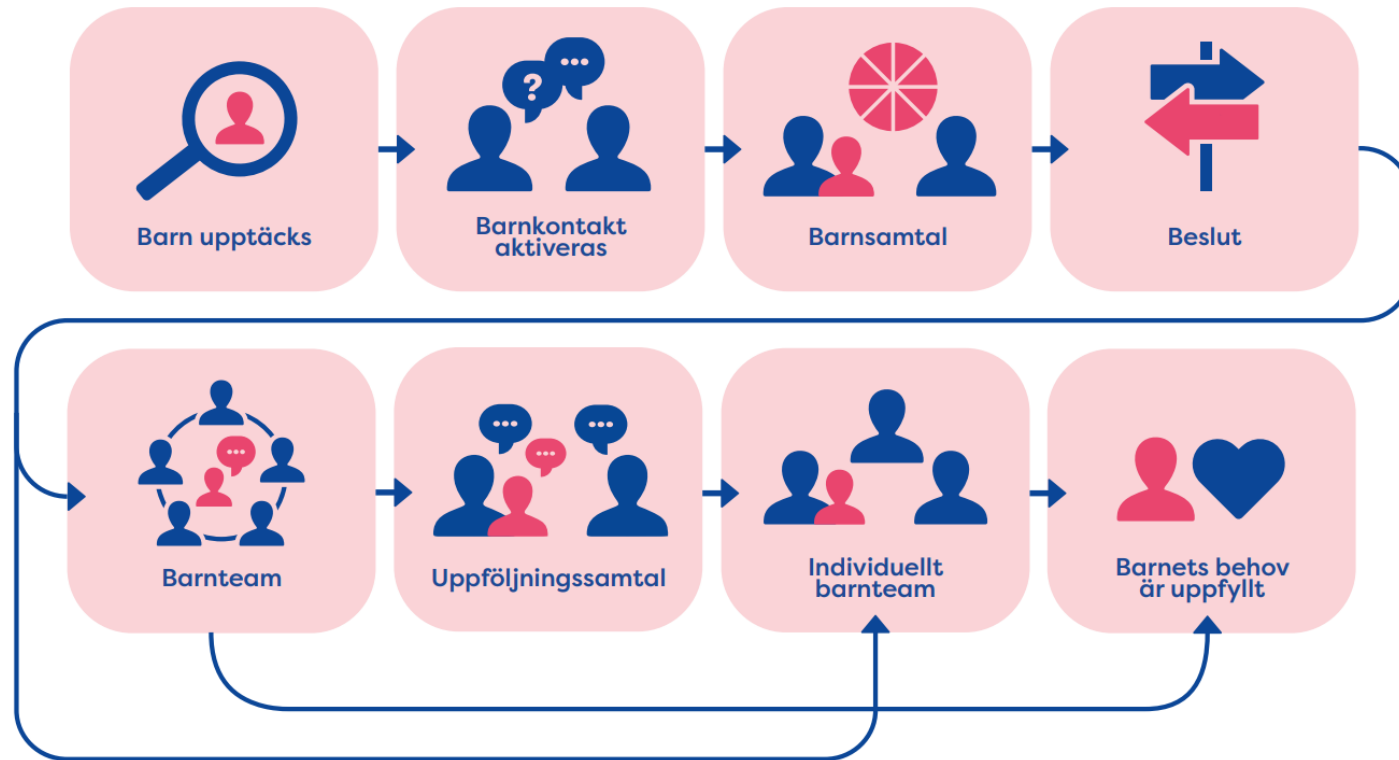 ?
Barn upptäcks
Barnkontakt
aktiveras
Barnsamtal
Beslut
Barnteam
Uppföljningssamtal
Individuellt
barnteam
Barnets behov
är uppfyllt